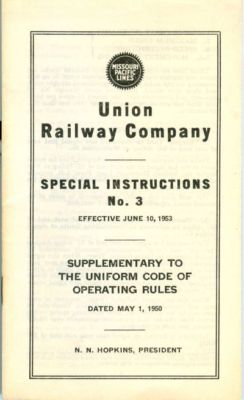 MISSOURI
PACIFIC
LINES
Union
Railway Company
SPECIAL INSTRUCTIONS
No. 3
EFFECTIVE JUNE 10, 1953
SUPPLEMENTARY TO
THE UNIFORM CODE OF
OPERATING RULES
DATED MAY 1, 1950
N. N. HOPKINS, PRESIDENT